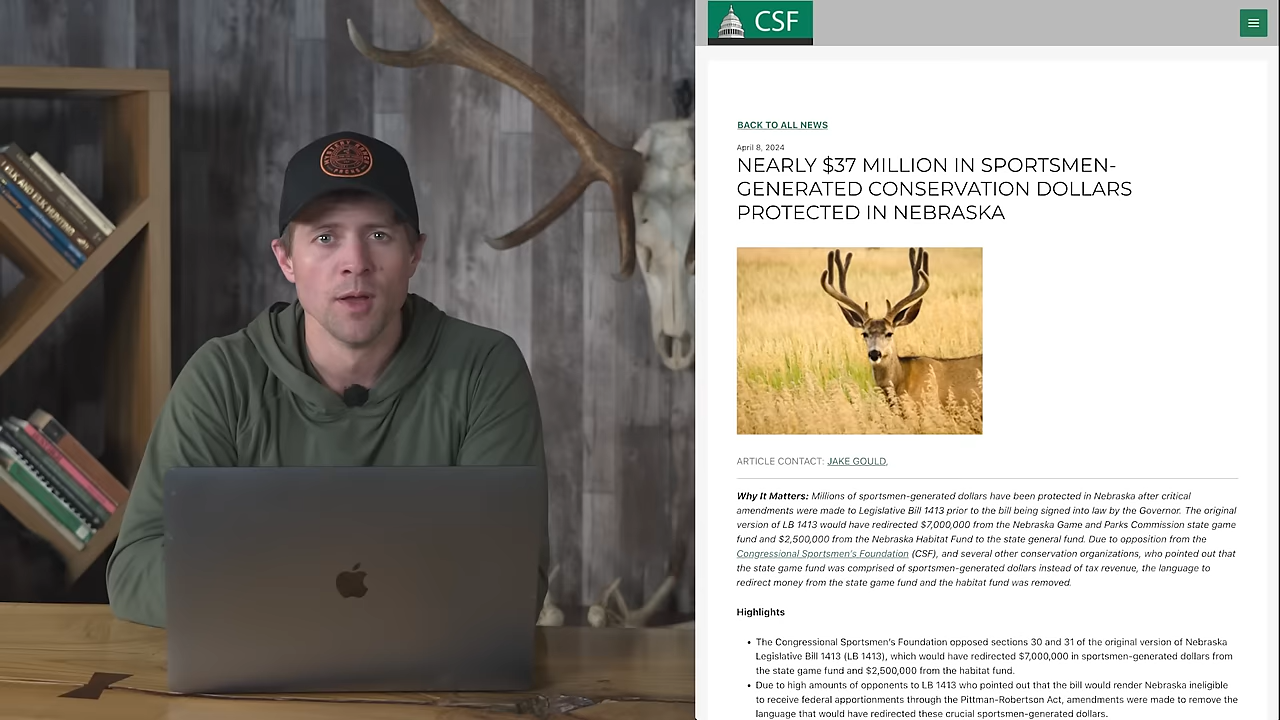 ELK AND ELK HUNTING
CSF
BACK TO ALL NEWS
April 8, 2024
NEARLY $37 MILLION IN SPORTSMEN-
GENERATED CONSERVATION DOLLARS
PROTECTED IN NEBRASKA
ARTICLE CONTACT: JAKE GOULD,
Why It Matters: Millions of sportsmen-generated dollars have been protected in Nebraska after critical
amendments were made to Legislative Bill 1413 prior to the bill being signed into law by the Governor. The original
version of LB 1413 would have redirected $7,000,000 from the Nebraska Game and Parks Commission state game
fund and $2,500,000 from the Nebraska Habitat Fund to the state general fund. Due to opposition from the
Congressional Sportsmen's Foundation (CSF), and several other conservation organizations, who pointed out that
the state game fund was comprised of sportsmen-generated dollars instead of tax revenue, the language to
redirect money from the state game fund and the habitat fund was removed.
Highlights
• The Congressional Sportsmen's Foundation opposed sections 30 and 31 of the original version of Nebraska
Legislative Bill 1413 (LB 1413), which would have redirected $7,000,000 in sportsmen-generated dollars from
the state game fund and $2,500,000 from the habitat fund.
• Due to high amounts of opponents to LB 1413 who pointed out that the bill would render Nebraska ineligible
to receive federal apportionments through the Pittman-Robertson Act, amendments were made to remove the
language that would have redirected these crucial sportsmen-generated dollars.